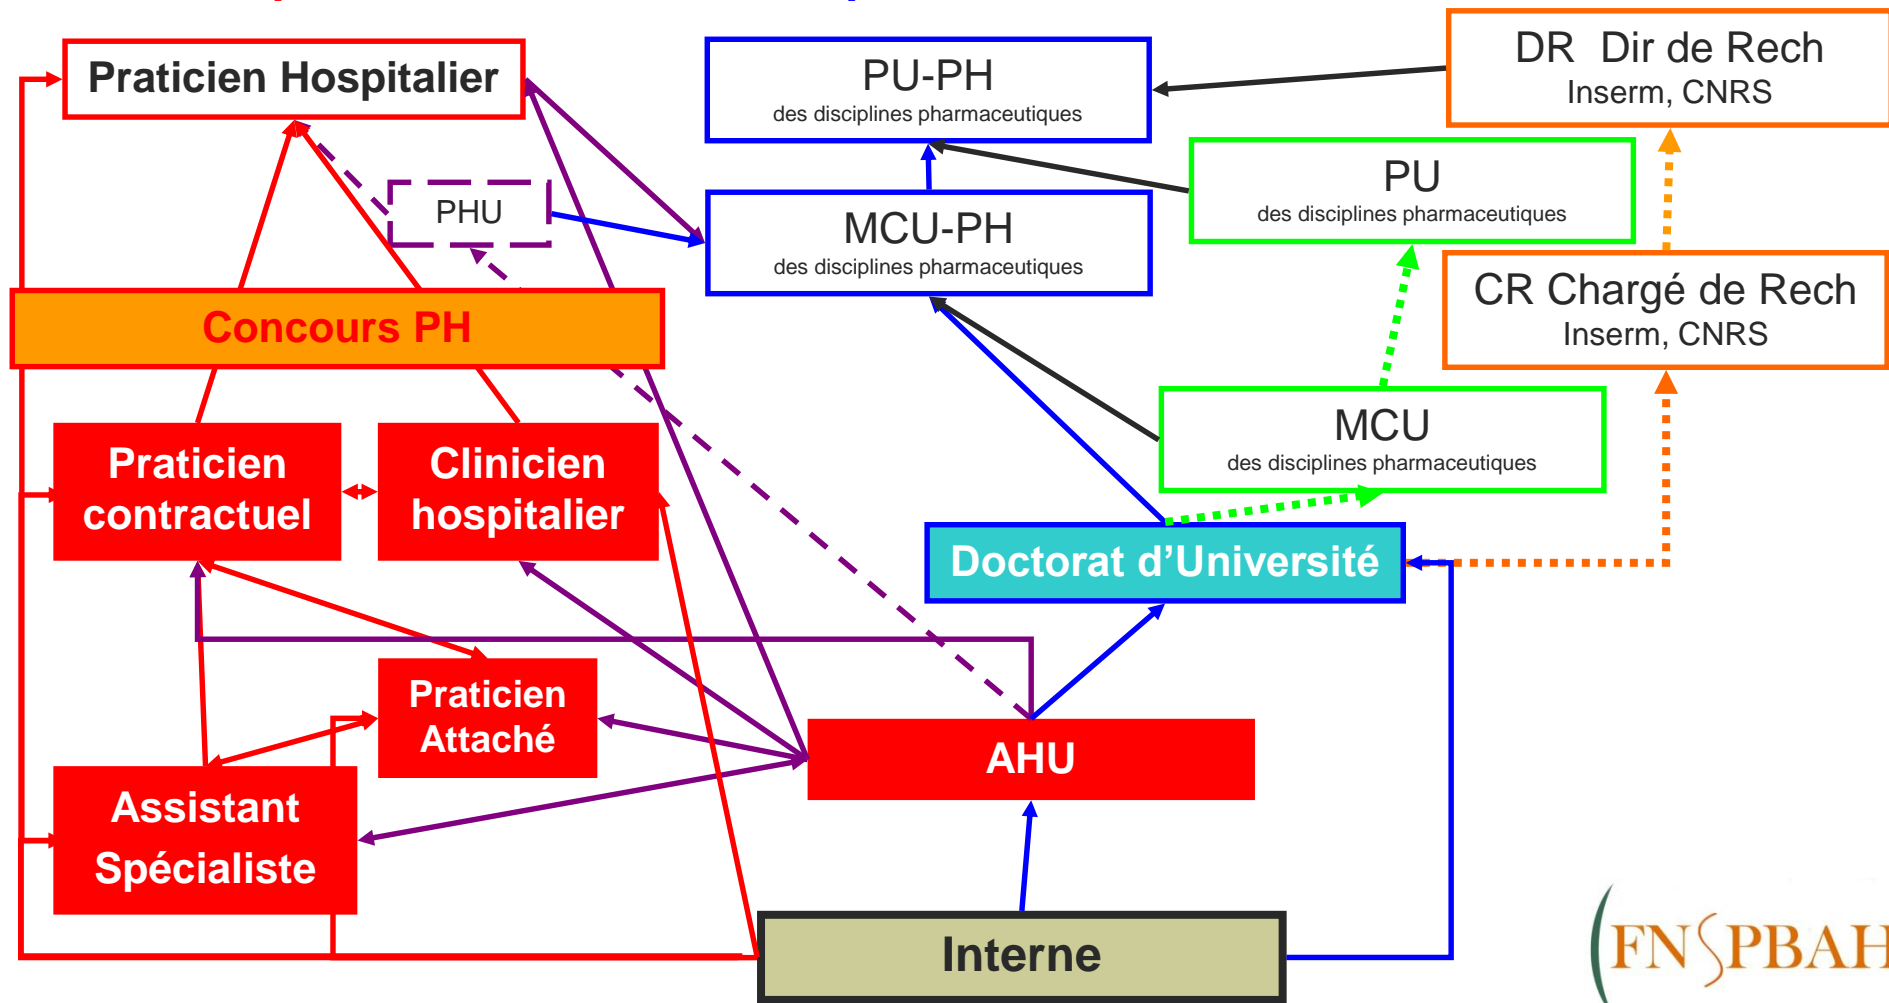 Praticien Hospitalier
PU-PH
des disciplines pharmaceutiques
DR Dir de Rech
Inserm, CNRS
PU
des disciplines pharmaceutiques
PHU
MCU-PH
des disciplines pharmaceutiques
CR Chargé de Rech
Inserm, CNRS
Concours PH
MCU
des disciplines pharmaceutiques
Praticien
contractuel
Clinicien
hospitalier
Doctorat d’Université
Praticien
Attaché
AHU
Assistant
Spécialiste
Interne
FNSPBAH